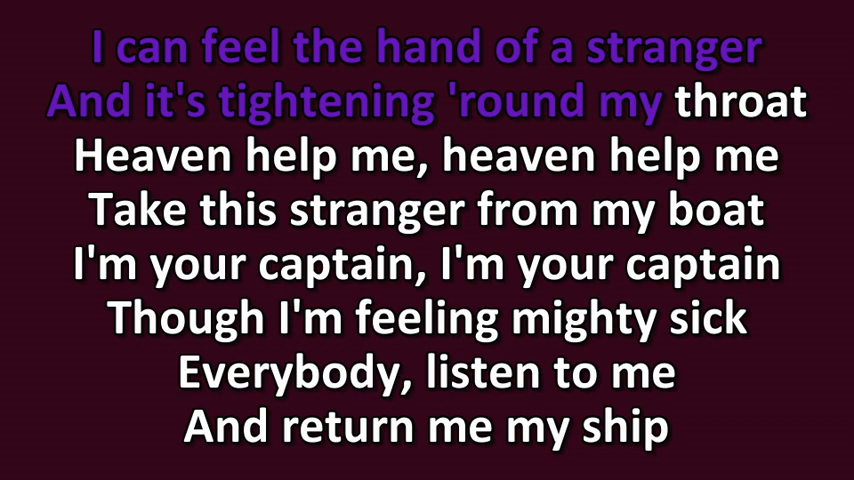 I can feel the hand of a stranger
And it's tightening 'round my throat
Heaven help me, heaven help me
Take this stranger from my boat
I'm your captain, I'm your captain
Though I'm feeling mighty sick
Everybody, listen to me
And return me my ship